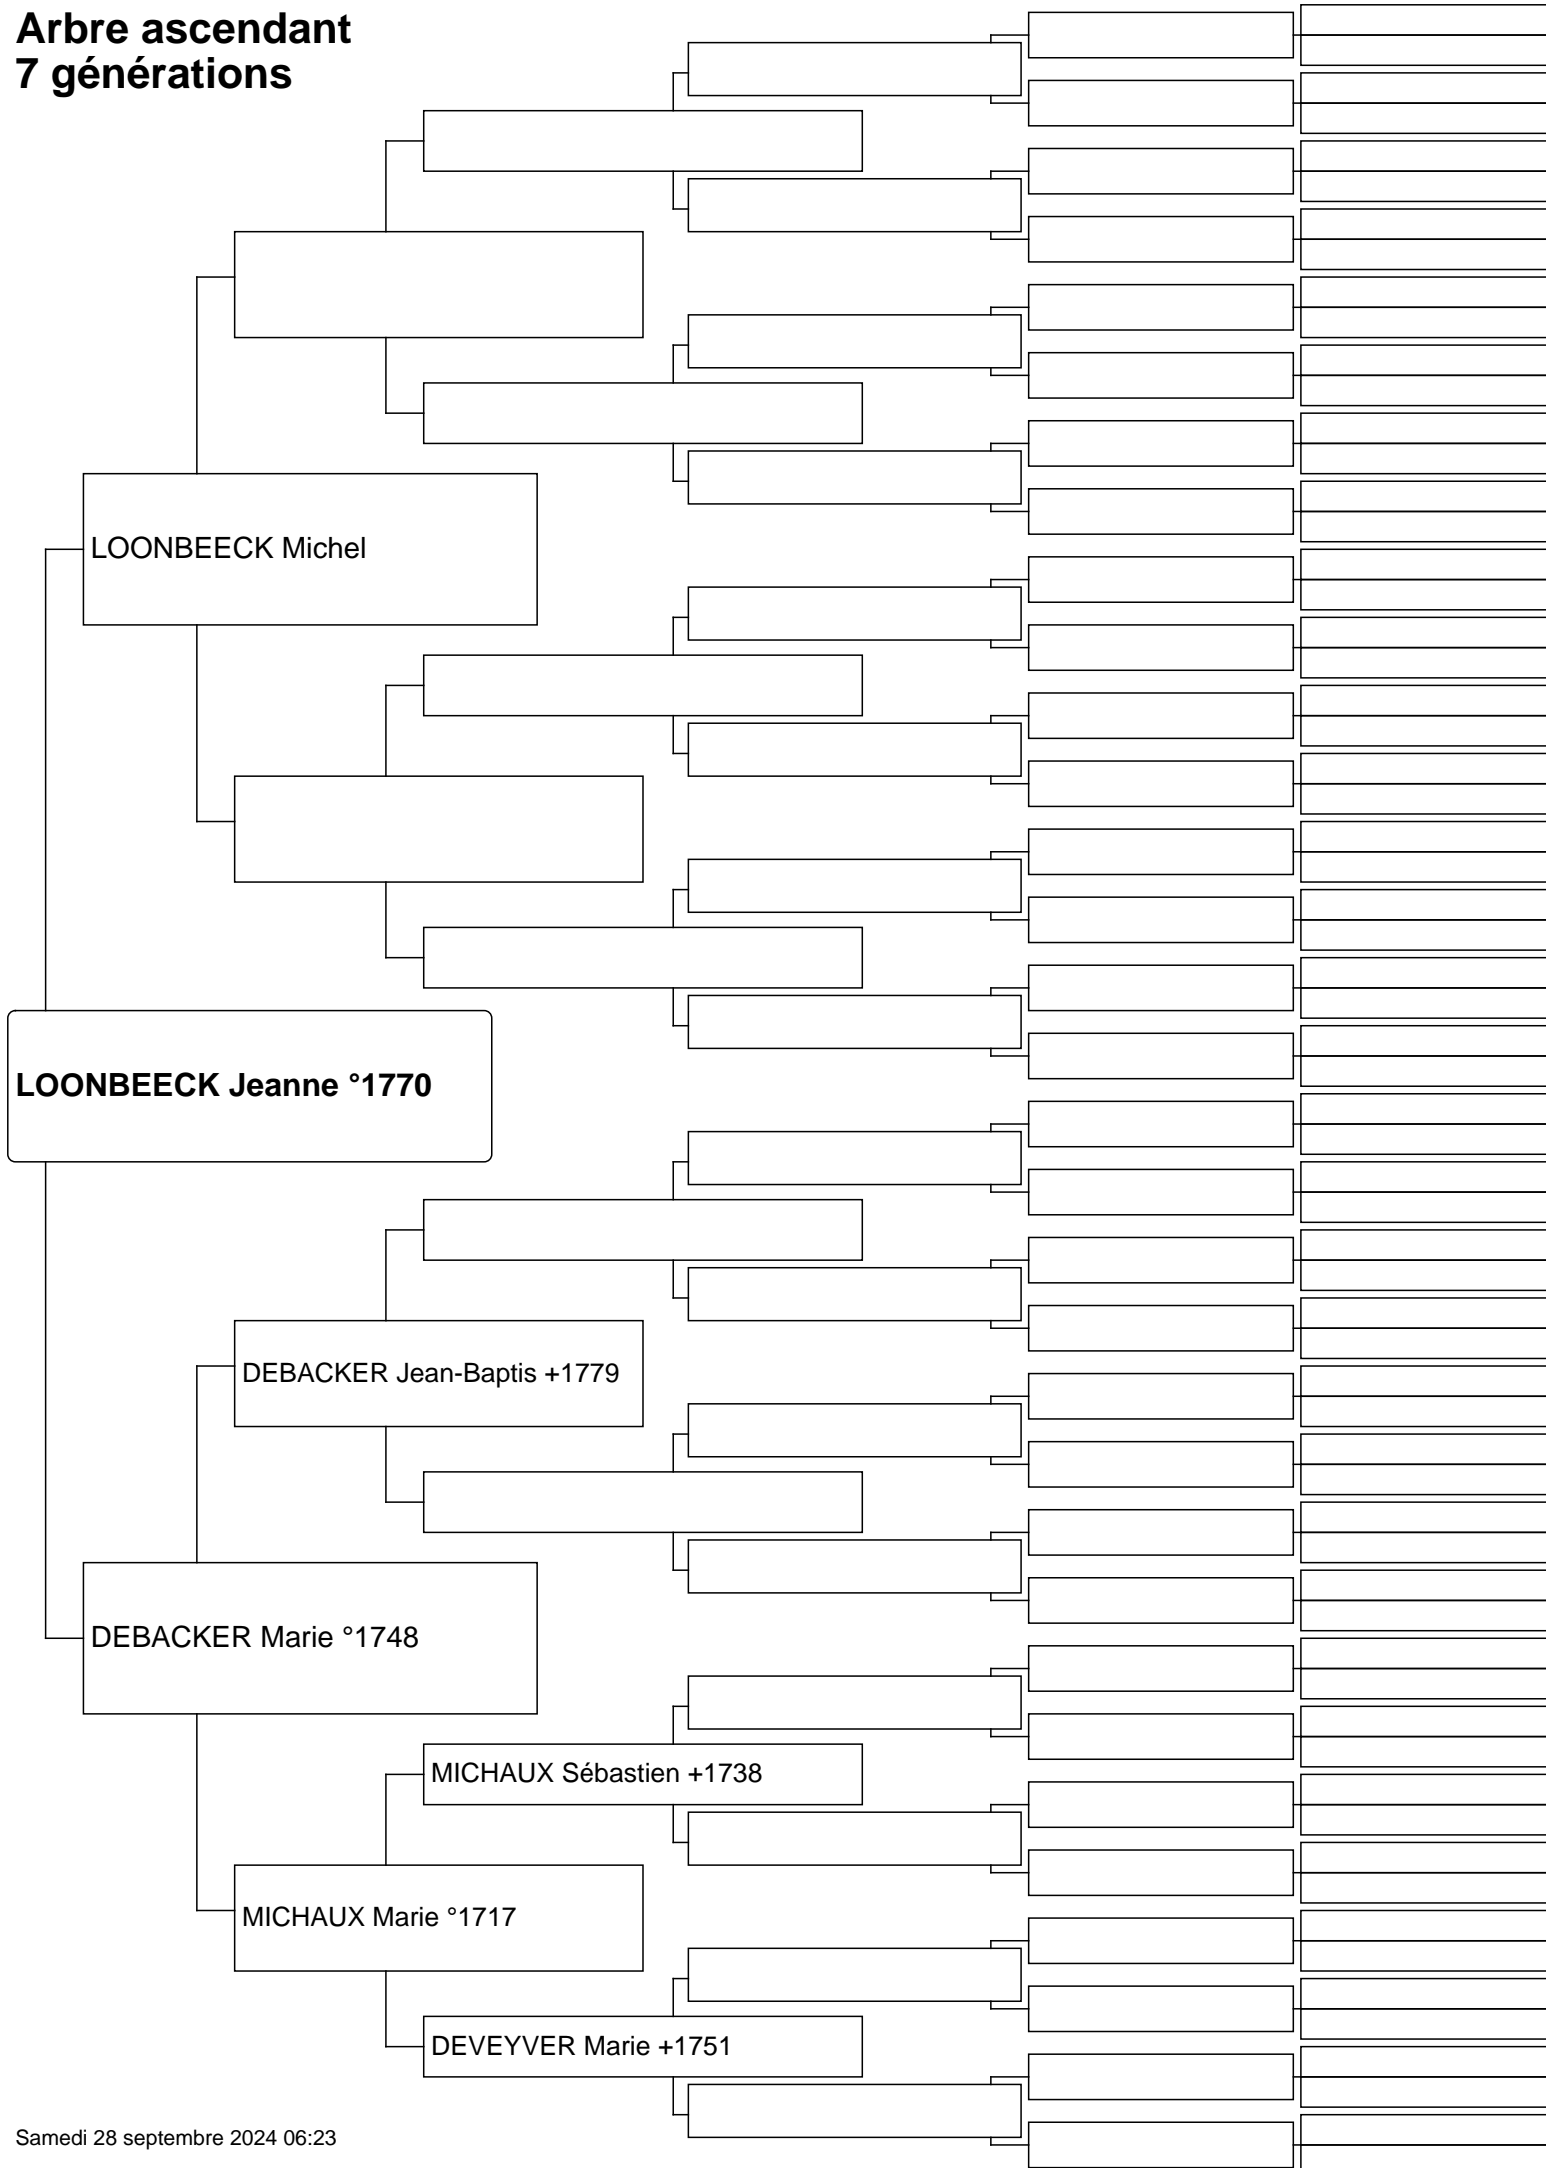 Arbre ascendant
7 générations
LOONBEECK Michel
LOONBEECK Jeanne °1770
DEBACKER Jean-Baptis +1779
DEBACKER Marie °1748
MICHAUX Sébastien +1738
MICHAUX Marie °1717
DEVEYVER Marie +1751
Samedi 28 septembre 2024 06:23